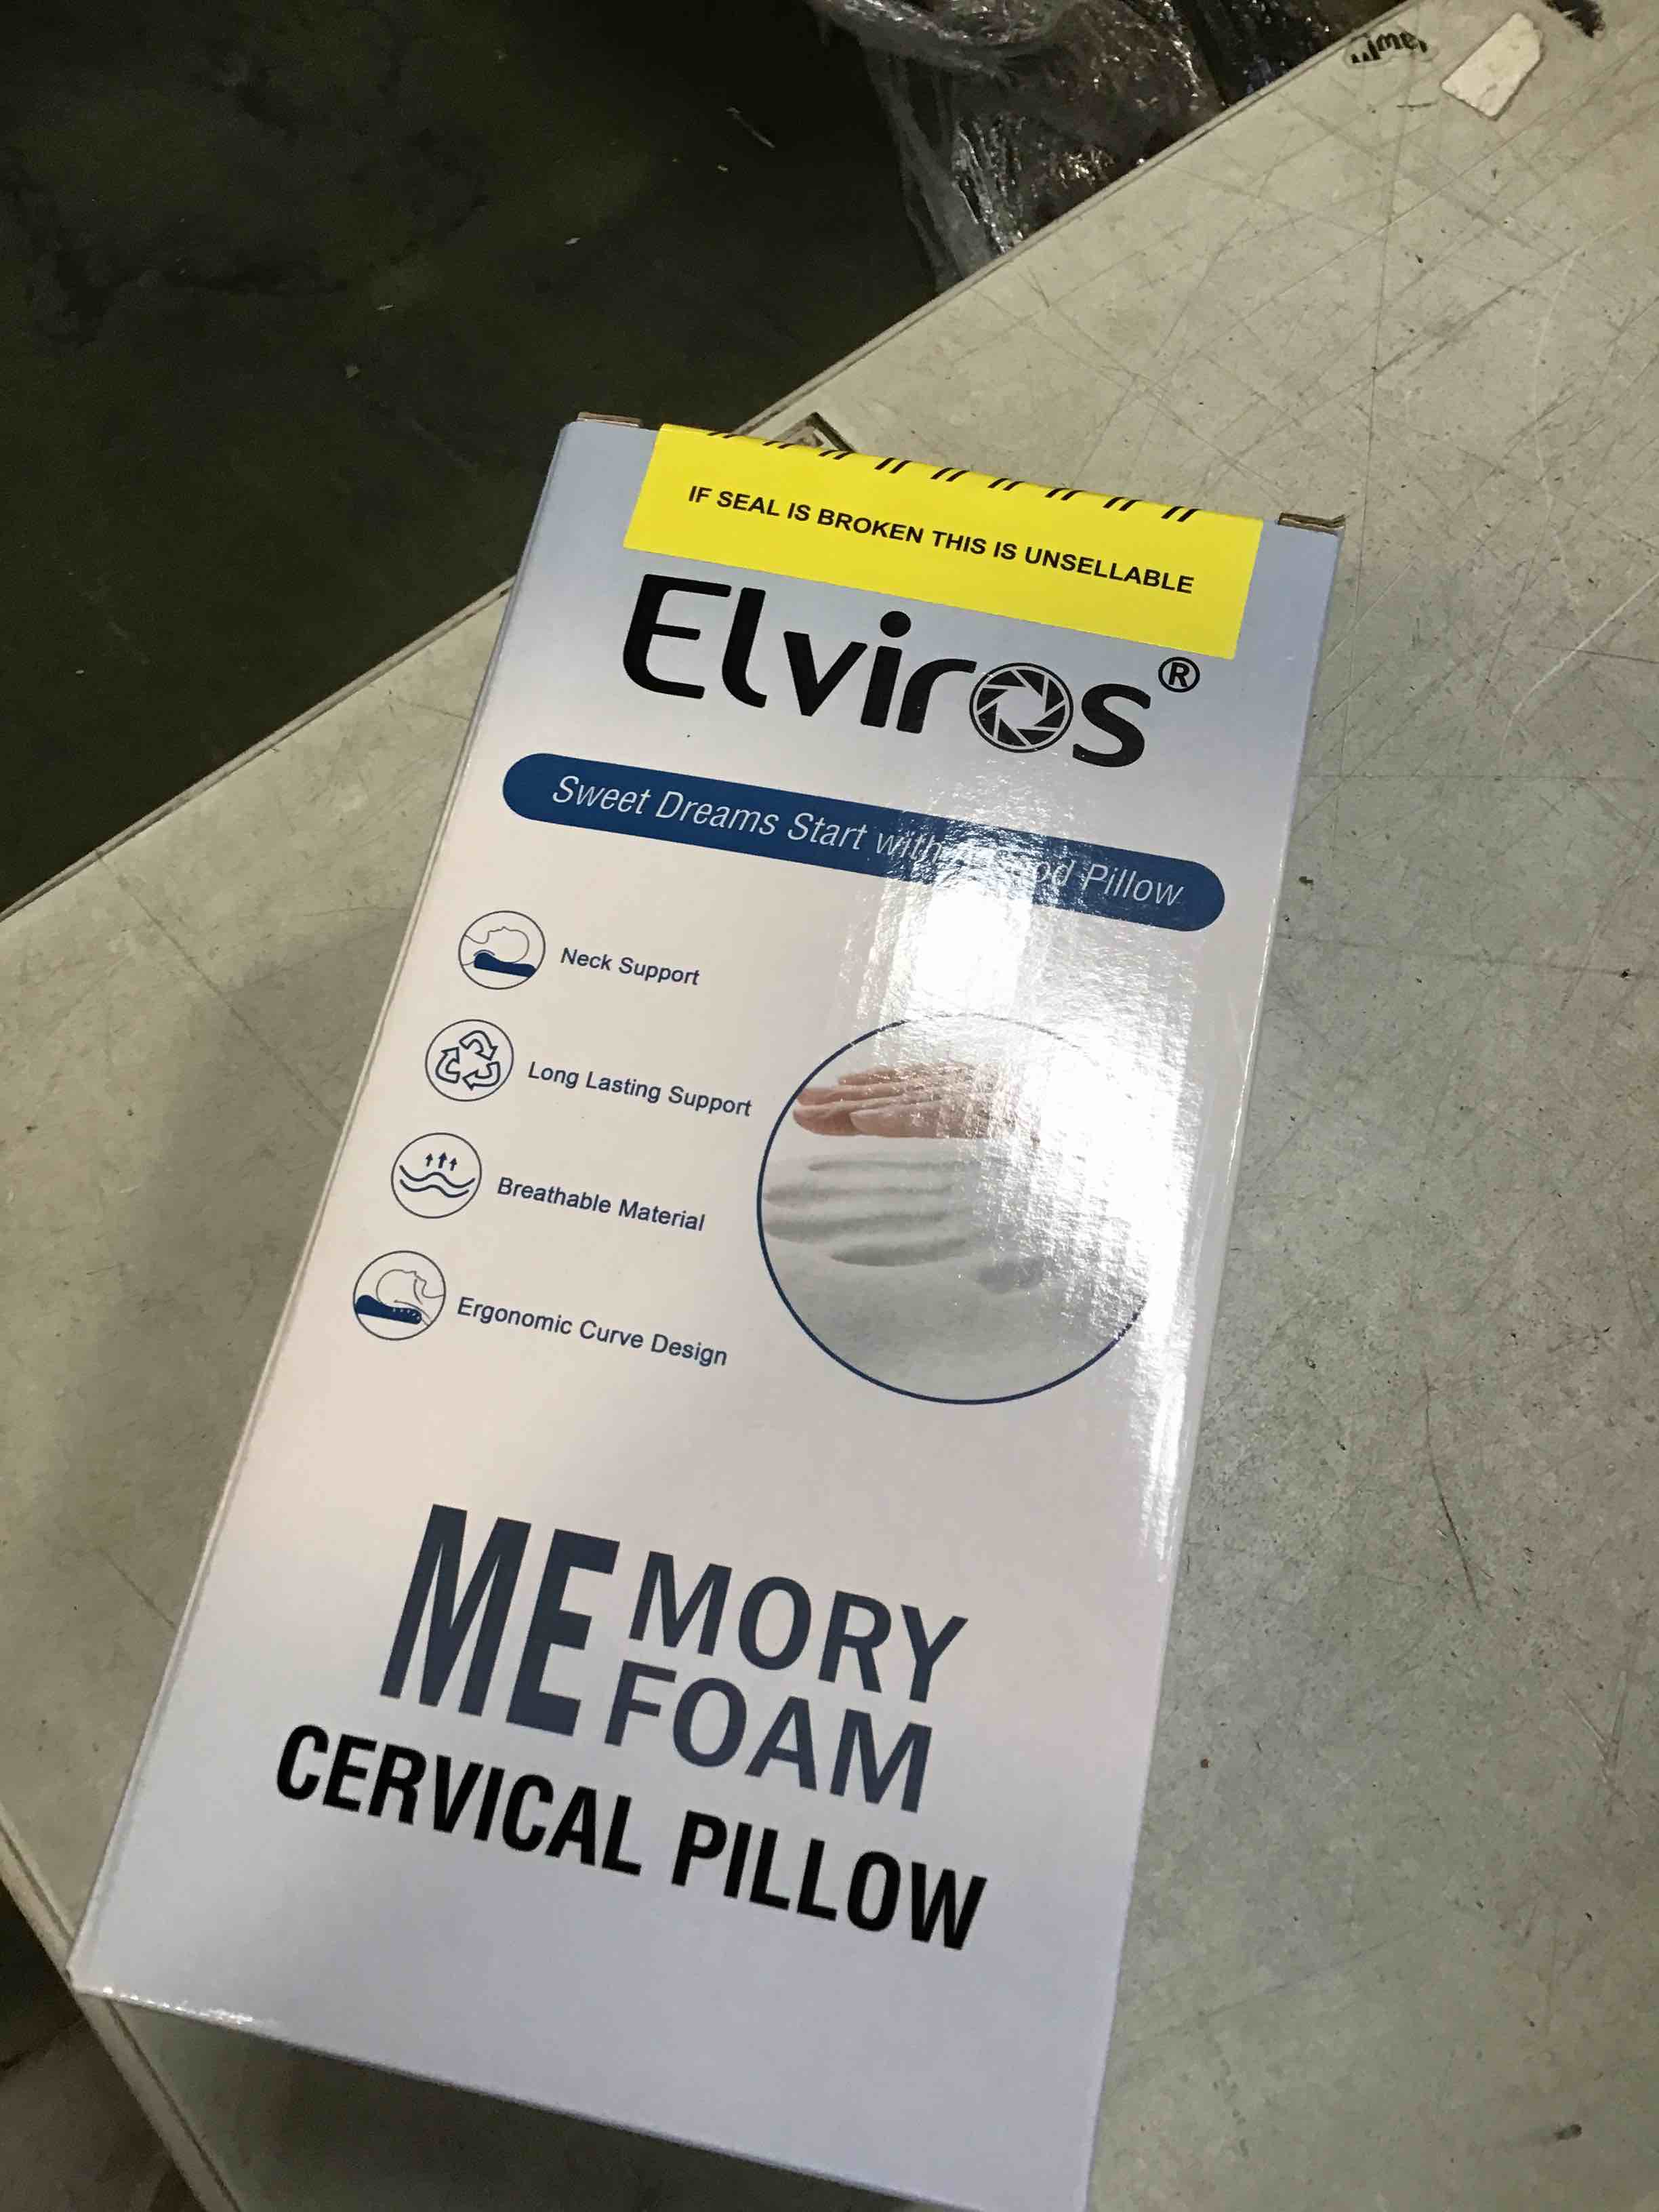 IF SEAL IS BROKEN THIS IS UNSELLABLE
Elviros®
Sweet Dreams Start with Pillow
Neck Support
Long Lasting Support
Breathable Material
Ergonomic Curve Design
MEMORY
FOAM
CERVICAL PILLOW